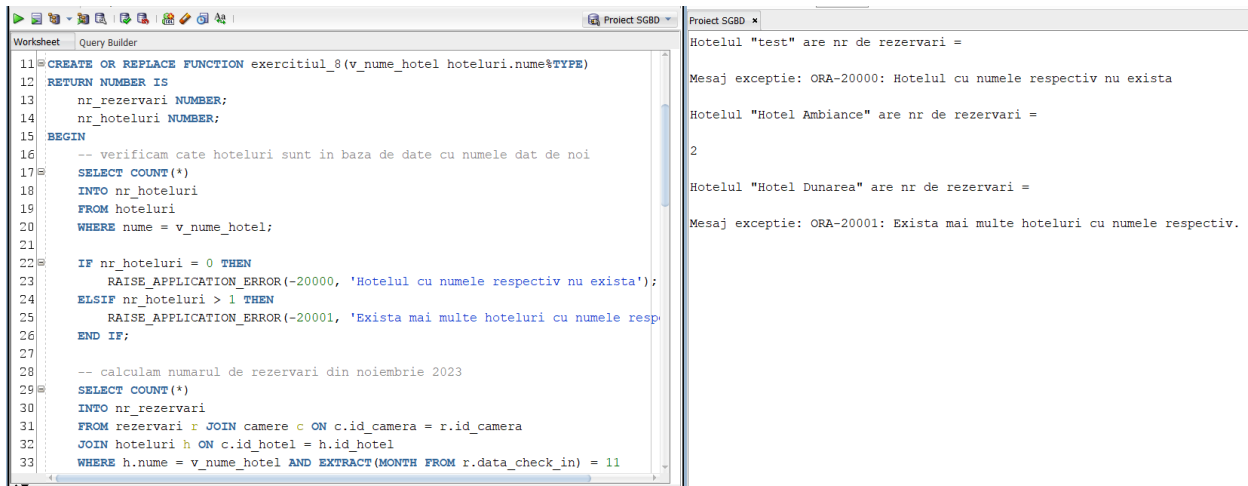 Proiect SGBD
Worksheet Query Builder
11 CREATE OR REPLACE FUNCTION exercitiul_8(v_nume_hotel hoteluri.nume%TYPE)
12 RETURN NUMBER IS
13 nr_rezervari NUMBER;
14 nr_hoteluri NUMBER;
15 BEGIN
16 -- verificam cate hoteluri sunt in baza de date cu numele dat de noi
17 SELECT COUNT(*)
18 INTO nr_hoteluri
19 FROM hoteluri
20 WHERE nume = v_nume_hotel;
21
22 IF nr_hoteluri = 0 THEN
23 RAISE_APPLICATION_ERROR(-20000, 'Hotelul cu numele respectiv nu exista');
24 ELSIF nr_hoteluri > 1 THEN
25 RAISE_APPLICATION_ERROR(-20001, 'Exista mai multe hoteluri cu numele resp
26 END IF;
27
28 -- calculam numarul de rezervari din noiembrie 2023
29 SELECT COUNT(*)
30 INTO nr_rezervari
31 FROM rezervari r JOIN camere c ON c.id_camera = r.id_camera
32 JOIN hoteluri h ON c.id_hotel = h.id_hotel
33 WHERE h.nume = v_nume_hotel AND EXTRACT(MONTH FROM r.data_check_in) = 11
Proiect SGBD
Hotelul "test" are nr de rezervari =
Mesaj exceptie: ORA-20000: Hotelul cu numele respectiv nu exista
Hotelul "Hotel Ambiance" are nr de rezervari =
2
Hotelul "Hotel Dunarea" are nr de rezervari =
Mesaj exceptie: ORA-20001: Exista mai multe hoteluri cu numele respectiv.